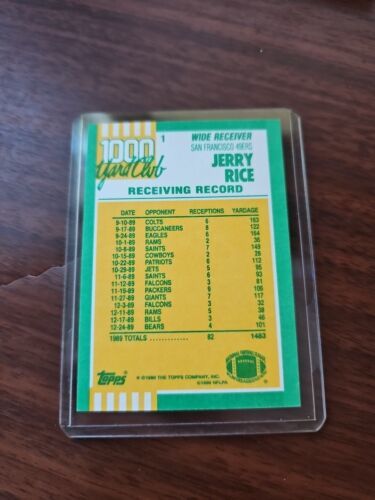 1000 1
Yard Club
WIDE RECEIVER
SAN FRANCISCO 49ERS
JERRY
RICE
RECEIVING RECORD
DATE OPPONENT RECEPTIONS YARDAGE
9-10-89 COLTS 6 163
9-17-89 BUCCANEERS 8 122
9-24-89 EAGLES 6 164
10-1-89 RAMS 2 36
10-8-89 SAINTS 7 149
10-15-89 COWBOYS 2 28
10-22-89 PATRIOTS 6 112
10-29-89 JETS 5 95
11-6-89 SAINTS 6 93
11-12-89 FALCONS 3 81
11-19-89 PACKERS 9 106
11-27-89 GIANTS 7 117
12-3-89 FALCONS 3 32
12-11-89 RAMS 5 38
12-17-89 BILLS 3 46
12-24-89 BEARS 4 101
1989 TOTALS ............. 82 1483
TOPPS
® ©1990 THE TOPPS COMPANY, INC.
©1990 NFLPA